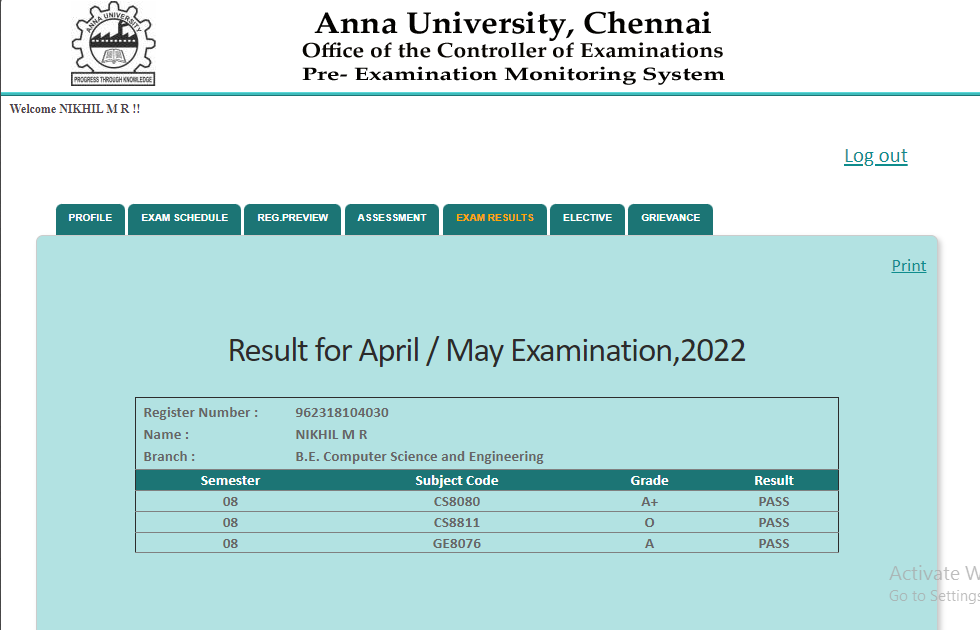 ANNA UNIVERSITY
PROGRESS THROUGH KNOWLEDGE
Anna University, Chennai
Office of the Controller of Examinations
Pre- Examination Monitoring System
Welcome NIKHIL M R !!
Log out
PROFILE EXAM SCHEDULE REG.PREVIEW ASSESSMENT EXAM RESULTS ELECTIVE GRIEVANCE
Print
Result for April / May Examination,2022
Register Number : 962318104030
Name : NIKHIL M R
Branch : B.E. Computer Science and Engineering
Semester Subject Code Grade Result
08 CS8080 A+ PASS
08 CS8811 O PASS
08 GE8076 A PASS
Activate W
Go to Settings